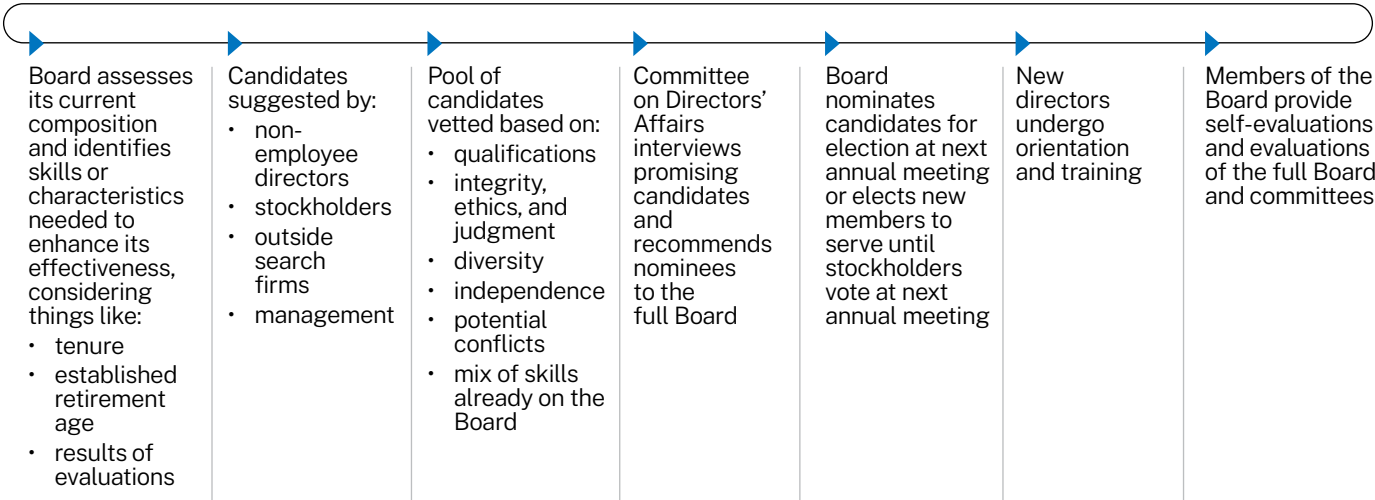 Board assesses
its current
composition
and identifies
skills or
characteristics
needed to
enhance its
effectiveness,
considering
things like:
• tenure
• established
retirement
age
• results of
evaluations
Candidates
suggested by:
• non-
employee
directors
• stockholders
• outside
search
firms
• management
Pool of
candidates
vetted based on:
• qualifications
• integrity,
ethics, and
judgment
• diversity
• independence
• potential
conflicts
• mix of skills
already on the
Board
Committee
on Directors’
Affairs
interviews
promising
candidates
and
recommends
nominees
to the
full Board
Board
nominates
candidates for
election at next
annual meeting
or elects new
members to
serve until
stockholders
vote at next
annual meeting
New
directors
undergo
orientation
and training
Members of the
Board provide
self-evaluations
and evaluations
of the full Board
and committees